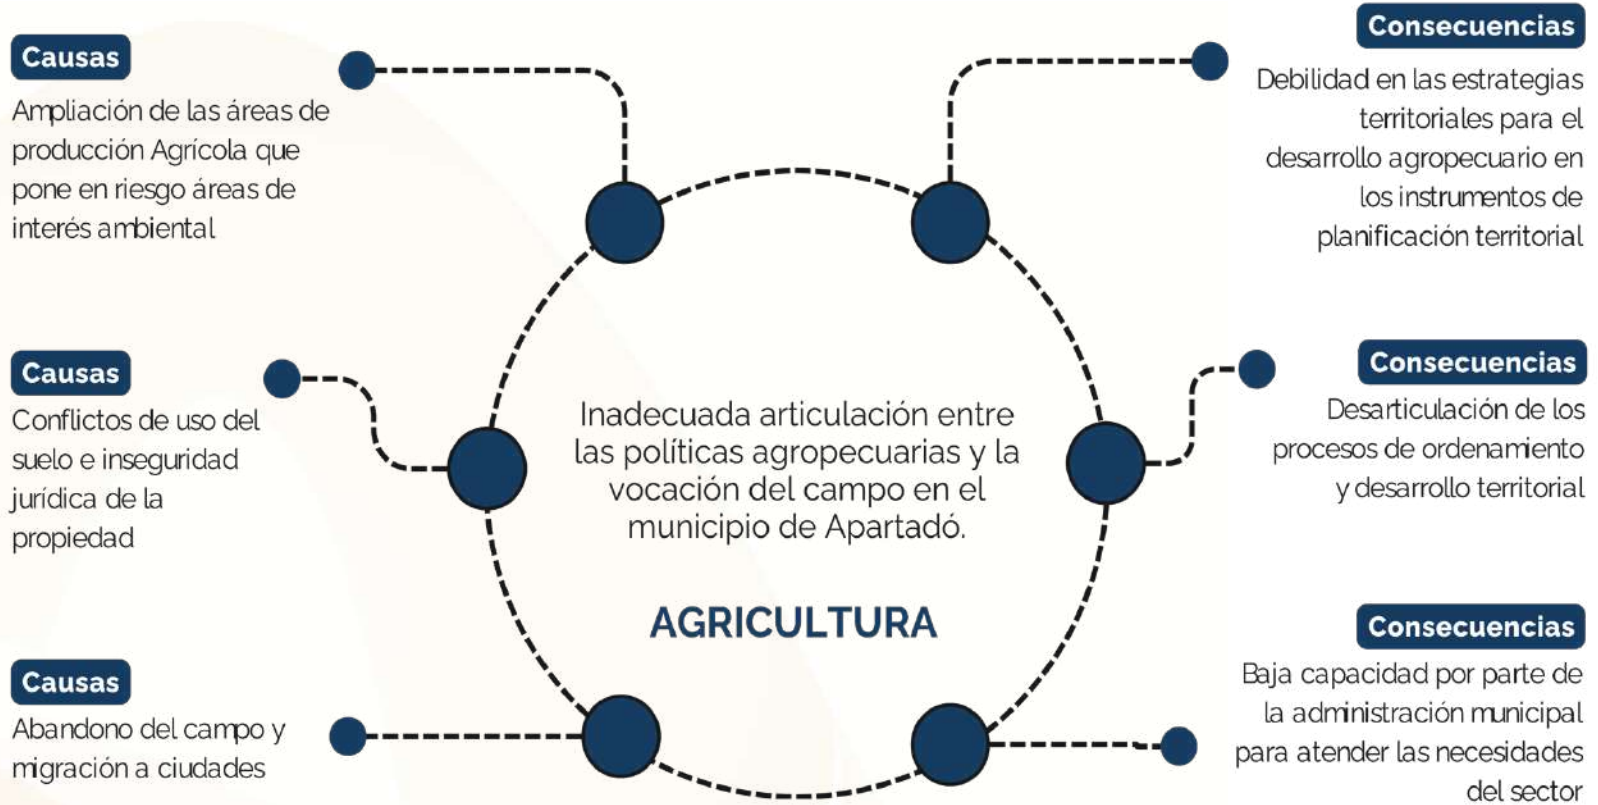 Causas
Ampliación de las áreas de
producción Agrícola que
pone en riesgo áreas de
interés ambiental
Causas
Conflictos de uso del
suelo e inseguridad
jurídica de la
propiedad
Causas
Abandono del campo y
migración a ciudades
Inadecuada articulación entre
las políticas agropecuarias y la
vocación del campo en el
municipio de Apartadó.
AGRICULTURA
Consecuencias
Debilidad en las estrategias
territoriales para el
desarrollo agropecuario en
los instrumentos de
planificación territorial
Consecuencias
Desarticulación de los
procesos de ordenamiento
y desarrollo territorial
Consecuencias
Baja capacidad por parte de
la administración municipal
para atender las necesidades
del sector